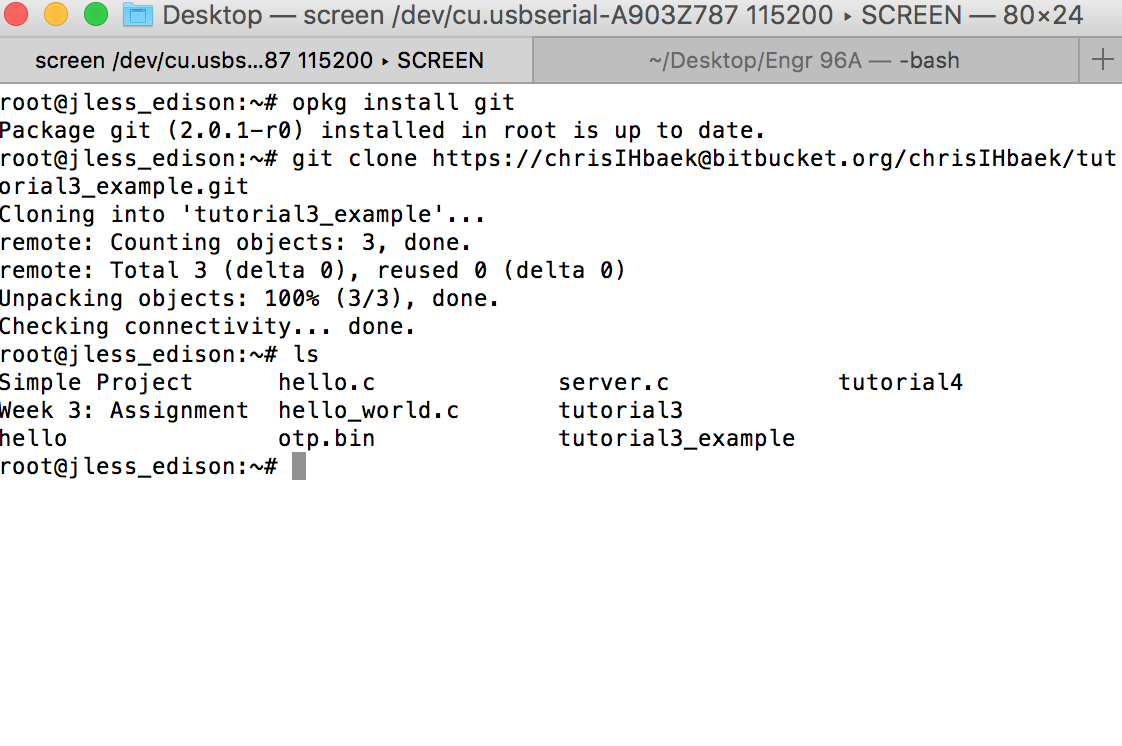 Desktop — screen /dev/cu.usbserial-A903Z787 115200 ▸ SCREEN — 80×24
screen /dev/cu.usbs...87 115200 ▸ SCREEN ~/Desktop/Engr 96A — -bash +
root@jless_edison:~# opkg install git
Package git (2.0.1-r0) installed in root is up to date.
root@jless_edison:~# git clone https://chrisIHbaek@bitbucket.org/chrisIHbaek/tut
orial3_example.git
Cloning into 'tutorial3_example'...
remote: Counting objects: 3, done.
remote: Total 3 (delta 0), reused 0 (delta 0)
Unpacking objects: 100% (3/3), done.
Checking connectivity... done.
root@jless_edison:~# ls
Simple Project      hello.c             server.c            tutorial4
Week 3: Assignment  hello_world.c       tutorial3
hello               otp.bin             tutorial3_example
root@jless_edison:~#